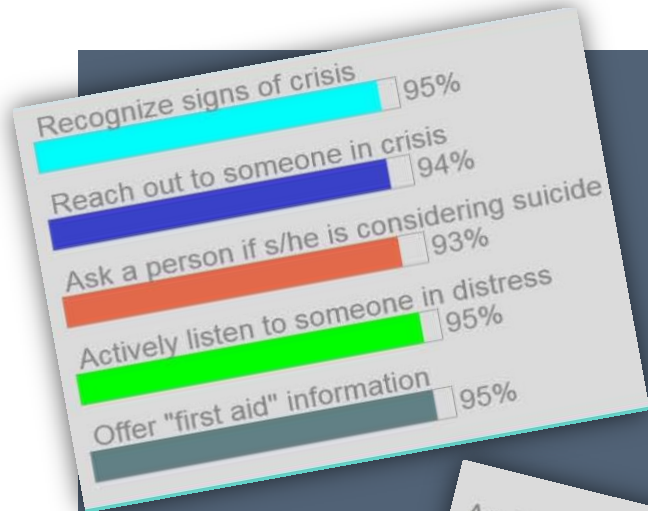 Recognize signs of crisis
95%
Reach out to someone in crisis
94%
Ask a person if s/he is considering suicide
93%
Actively listen to someone in distress
95%
Offer "first aid" information
95%